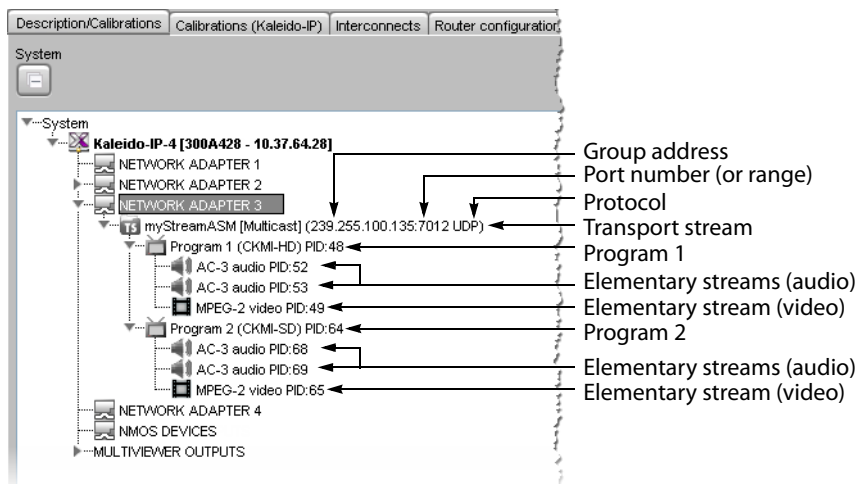 Description/Calibrations Calibrations (Kaleido-IP) Interconnects Router configuration
System
System
Kaleido-IP-4 [300A428 - 10.37.64.28]
NETWORK ADAPTER 1
Group address
NETWORK ADAPTER 2
Port number (or range)
NETWORK ADAPTER 3
Protocol
myStreamASM [Multicast] (239.255.100.135:7012 UDP)
Transport stream
Program 1 (CKMI-HD) PID:48
Program 1
AC-3 audio PID:52
AC-3 audio PID:53
Elementary streams (audio)
MPEG-2 video PID:49
Elementary stream (video)
Program 2 (CKMI-SD) PID:64
Program 2
AC-3 audio PID:68
AC-3 audio PID:69
Elementary streams (audio)
MPEG-2 video PID:65
Elementary stream (video)
NETWORK ADAPTER 4
NMOS DEVICES
MULTIVIEWER OUTPUTS
TS